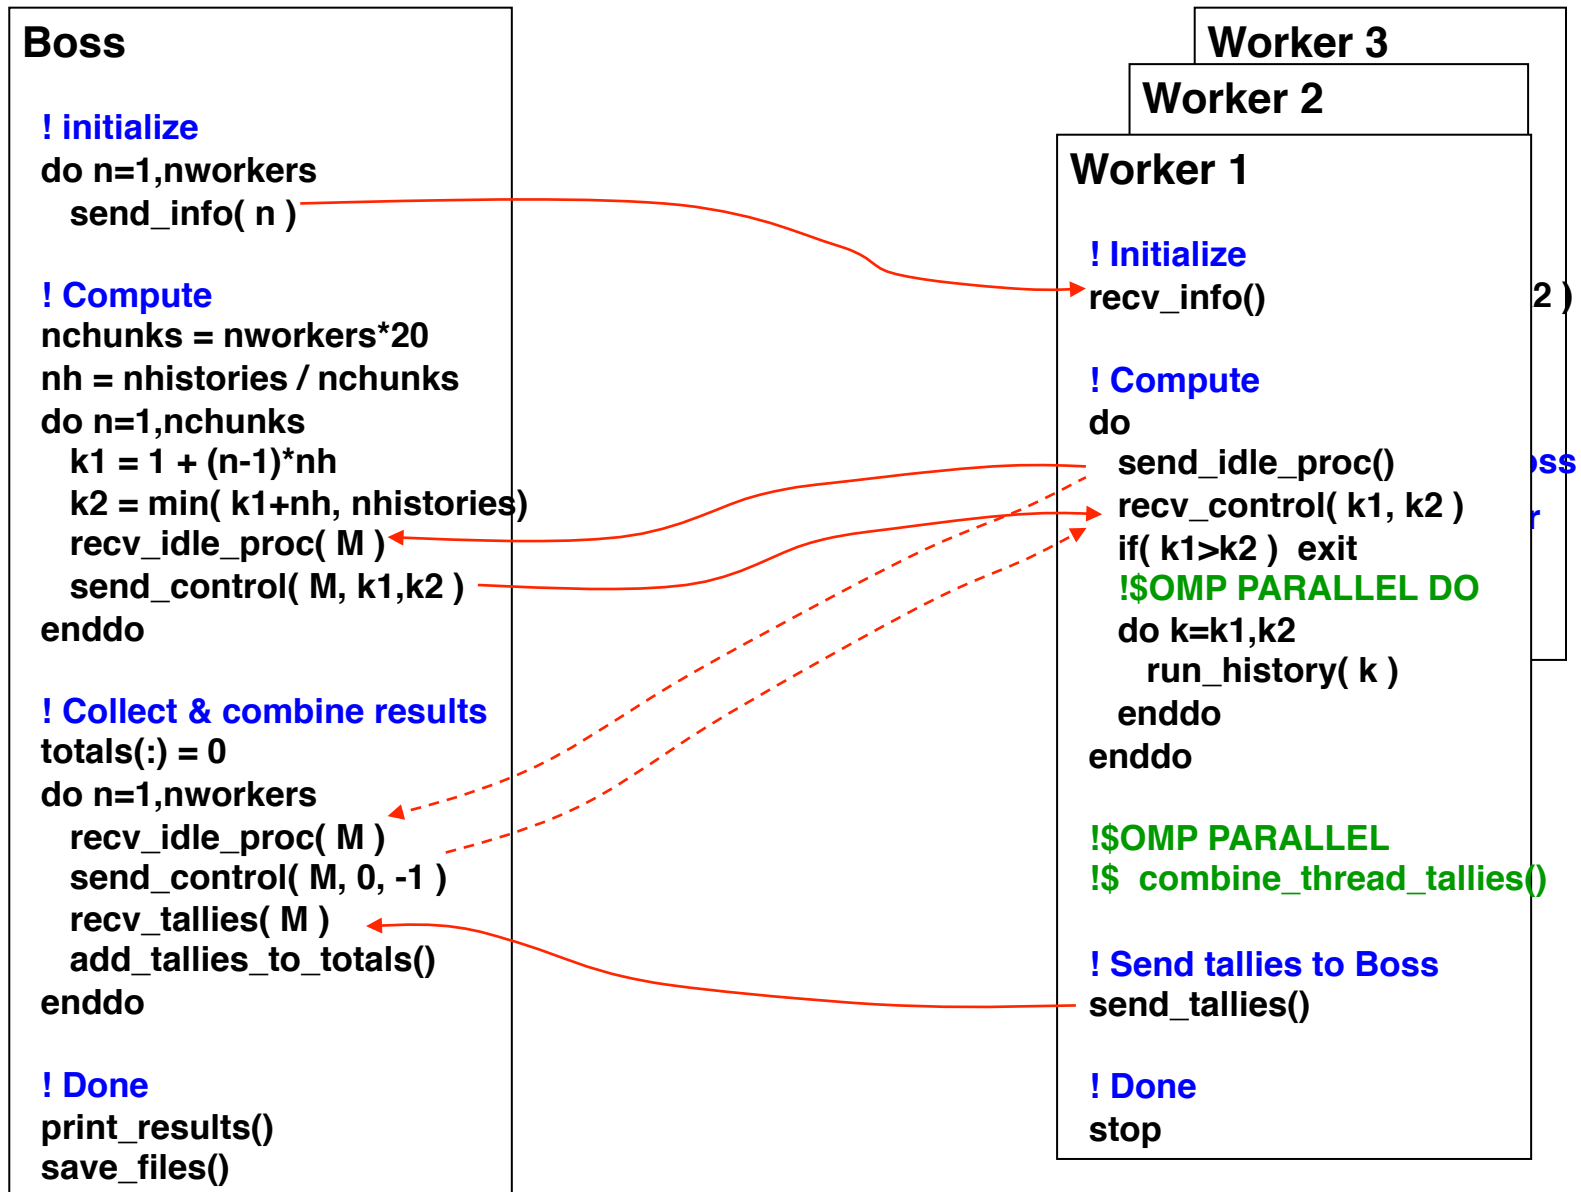 Boss
! initialize
do n=1,nworkers
send_info( n )
! Compute
nchunks = nworkers*20
nh = nhistories / nchunks
do n=1,nchunks
k1 = 1 + (n-1)*nh
k2 = min( k1+nh, nhistories)
recv_idle_proc( M )
send_control( M, k1,k2 )
enddo
! Collect & combine results
totals(:) = 0
do n=1,nworkers
recv_idle_proc( M )
send_control( M, 0, -1 )
recv_tallies( M )
add_tallies_to_totals()
enddo
! Done
print_results()
save_files()
Worker 3
Worker 2
Worker 1
! Initialize
recv_info()
! Compute
do
send_idle_proc()
recv_control( k1, k2 )
if( k1>k2 ) exit
!$OMP PARALLEL DO
do k=k1,k2
run_history( k )
enddo
enddo
!$OMP PARALLEL
!$ combine_thread_tallies()
! Send tallies to Boss
send_tallies()
! Done
stop
2 )